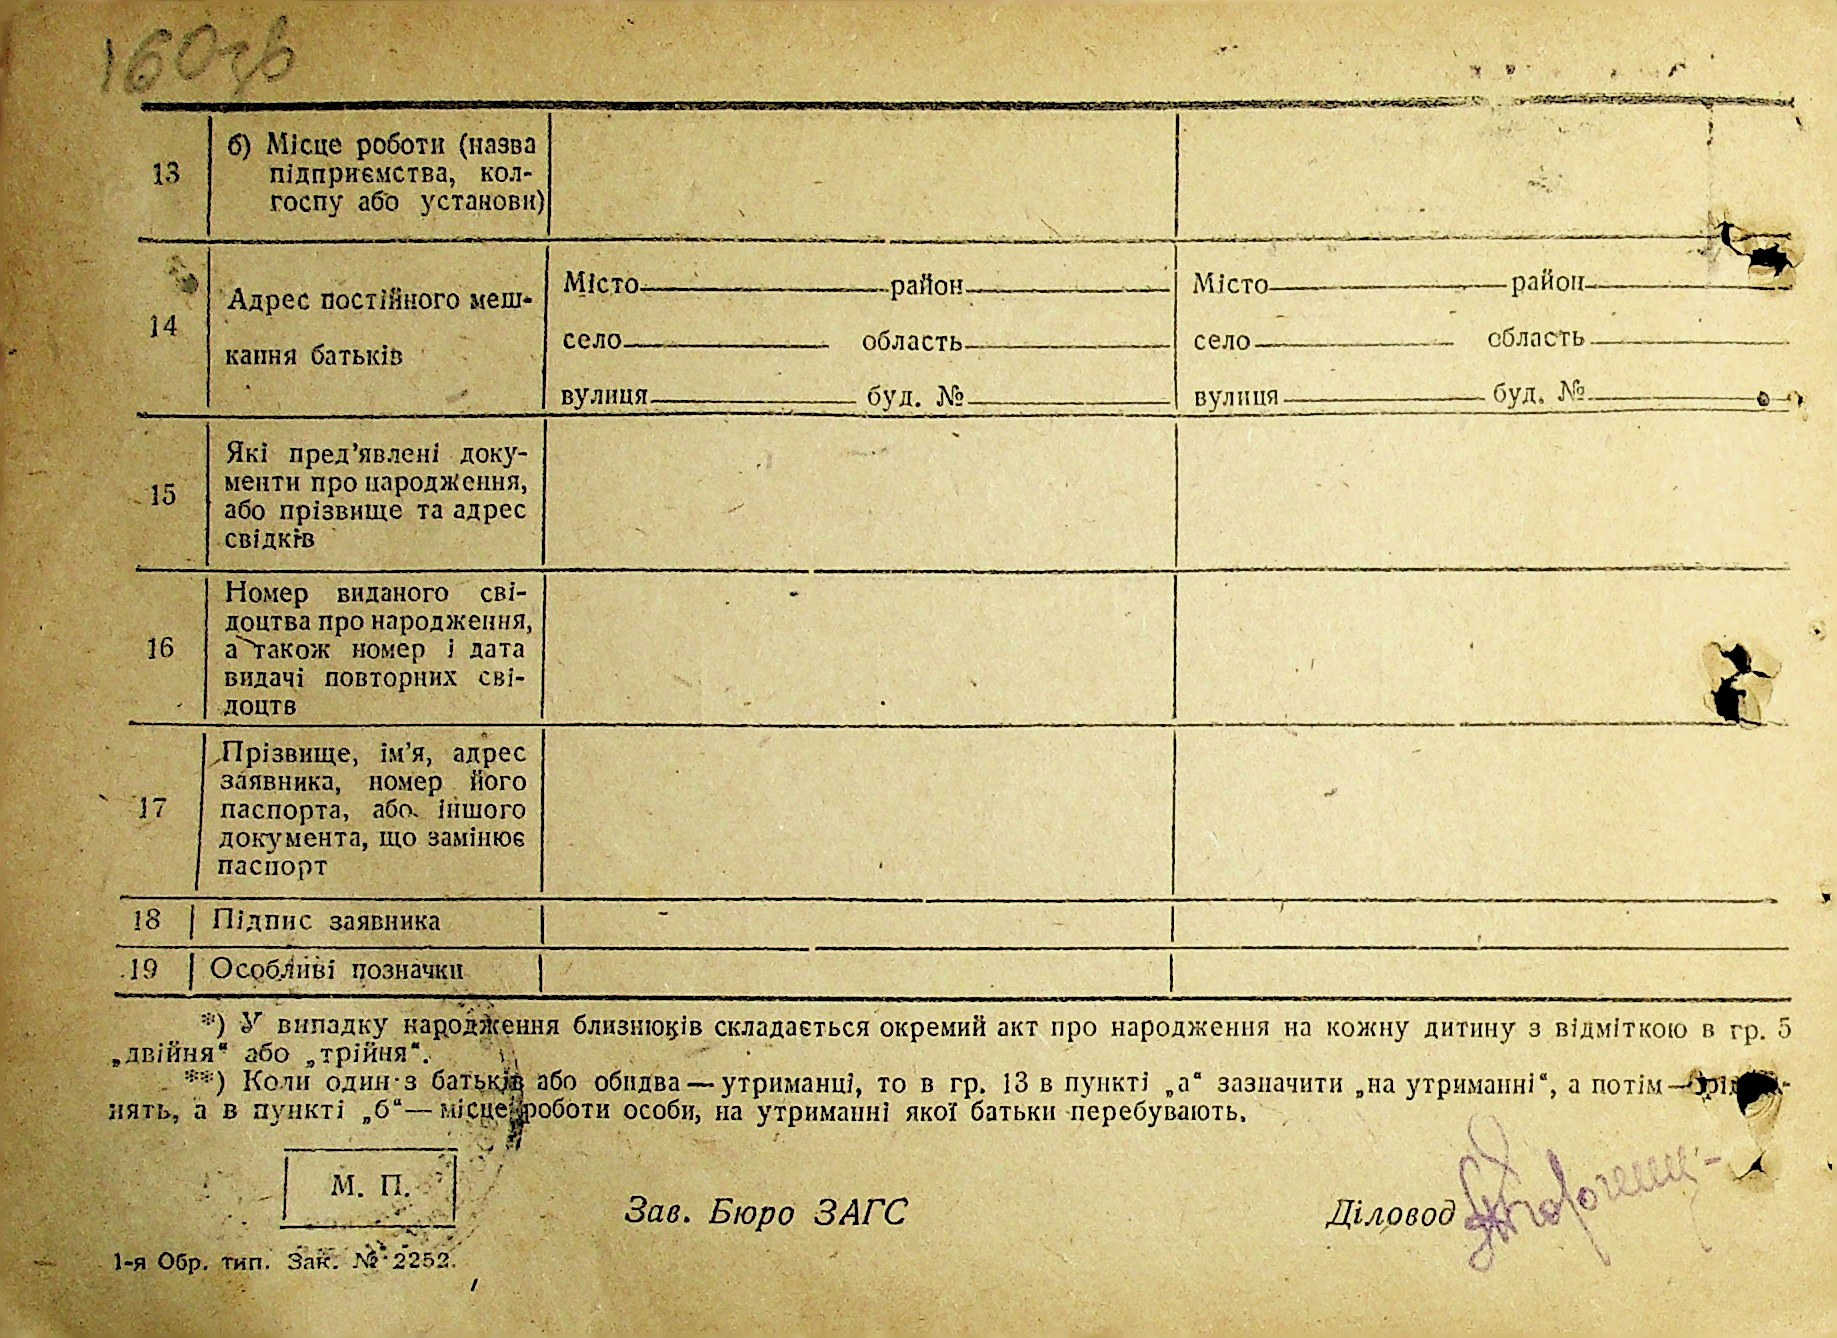 160
13 б) Місце роботи (назва
підприємства, кол-
госпу або установи)
14 Адрес постійного меш-
кання батьків
Місто район
село область
вулиця буд. №
Місто район
село область
вулиця буд. №
15 Які пред’явлені доку-
менти про народження,
або прізвище та адрес
свідків
16 Номер виданого сві-
доцтва про народження,
а також номер і дата
видачі повторних сві-
доцтв
17 Прізвище, ім’я, адрес
заявника, номер його
паспорта, або іншого
документа, що замінює
паспорт
18 Підпис заявника
19 Особливі позначки
*) У випадку народження близнюків складається окремий акт про народження на кожну дитину з відміткою в гр. 5
„двійня“ або „трійня“.
**) Коли один з батьків або обидва — утриманці, то в гр. 13 в пункті „а“ зазначити „на утриманні“, а потім —
нять, а в пункті „б“ — місце роботи особи, на утриманні якої батьки перебувають.
М. П.
Зав. Бюро ЗАГС
Діловод
1-я Обр. тип. Зак. № 2252.